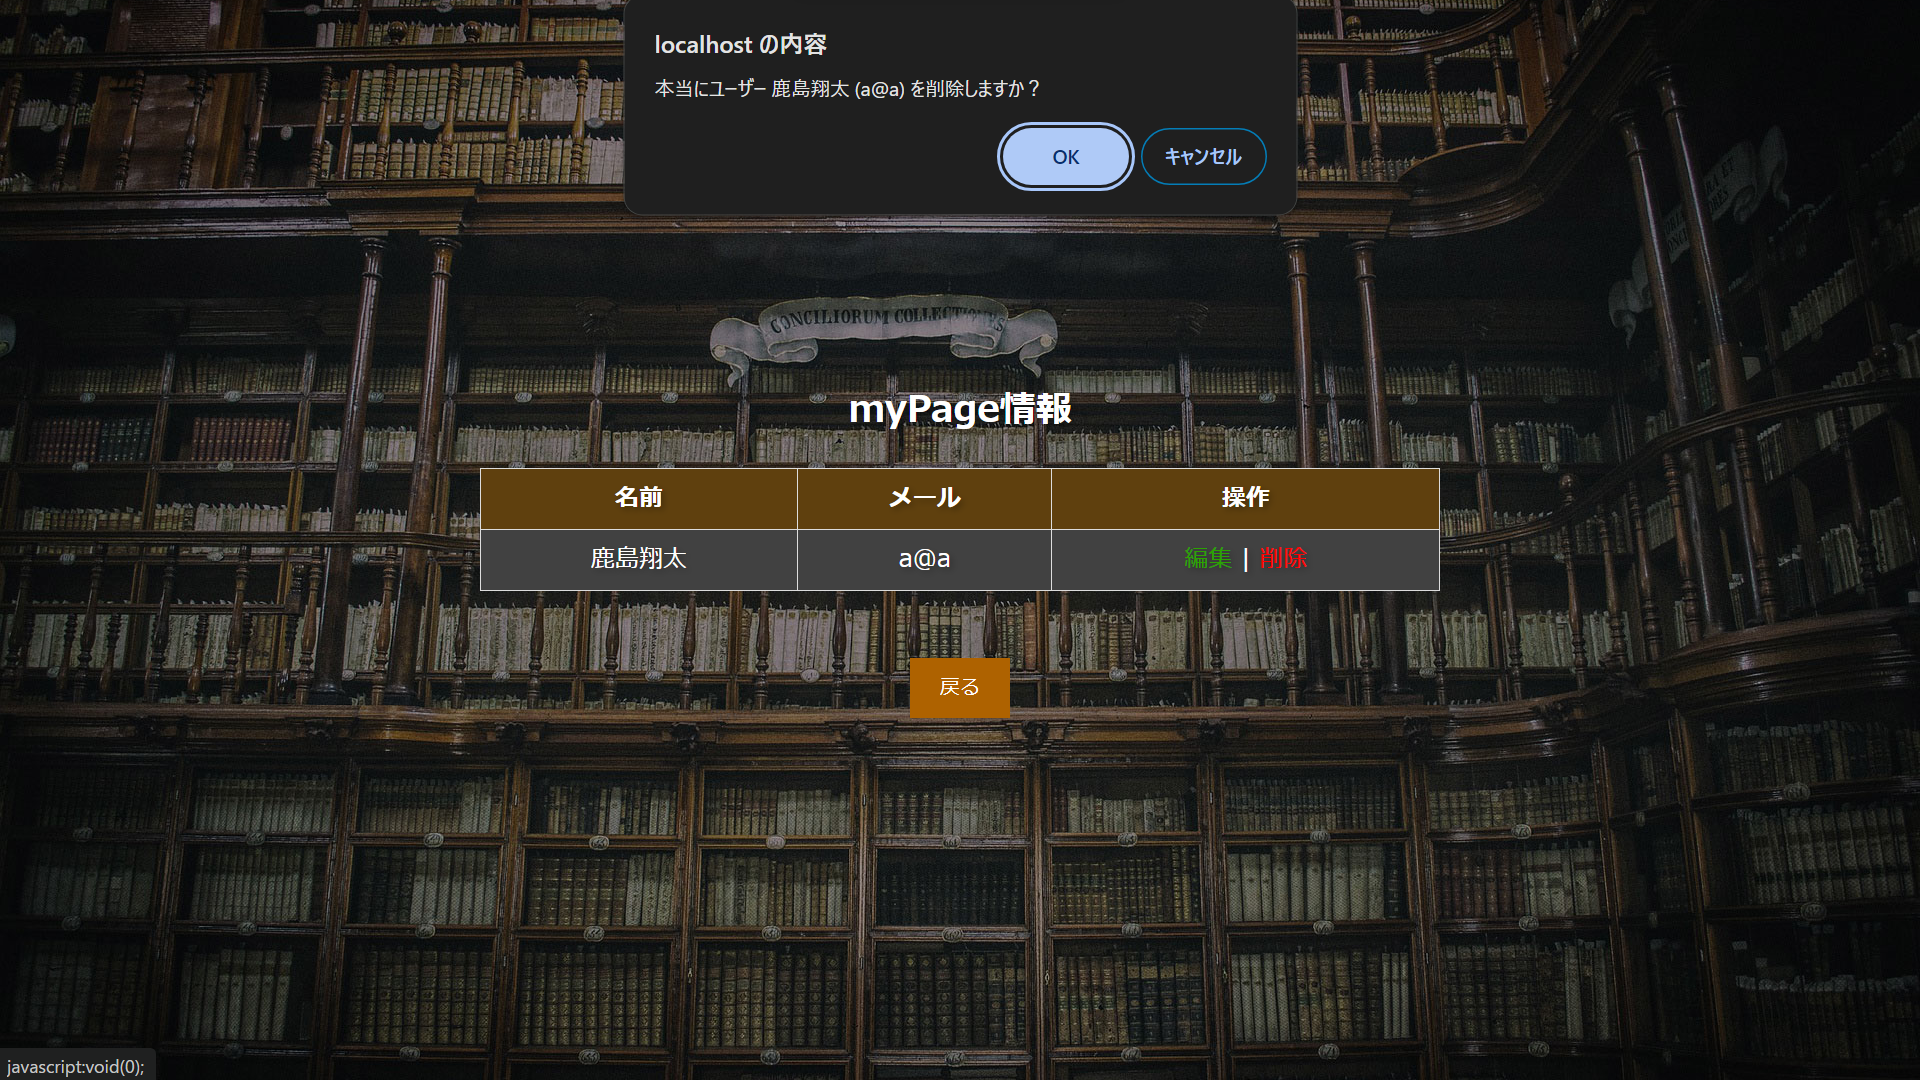 localhost の内容
本当にユーザー 鹿島翔太 (a@a) を削除しますか？
OK
キャンセル
CONCILIORUM COLLECTIONES
myPage情報
名前 メール 操作
鹿島翔太 a@a 編集 | 削除
戻る
javascript:void(0);